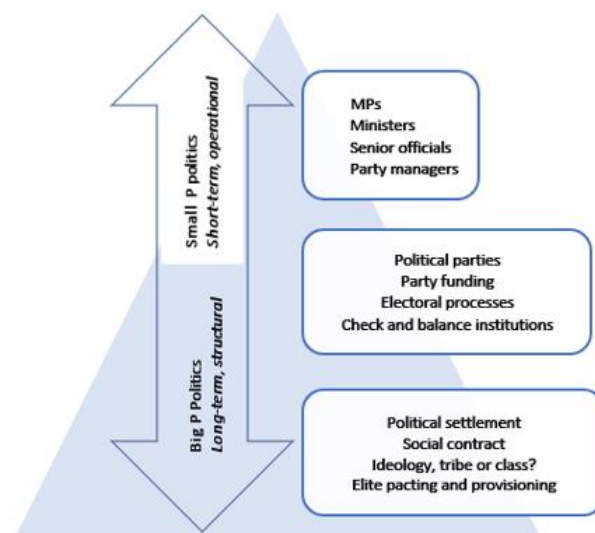 Small P politics
Short-term, operational
Big P Politics
Long-term, structural
MPs
Ministers
Senior officials
Party managers
Political parties
Party funding
Electoral processes
Check and balance institutions
Political settlement
Social contract
Ideology, tribe or class?
Elite pacting and provisioning